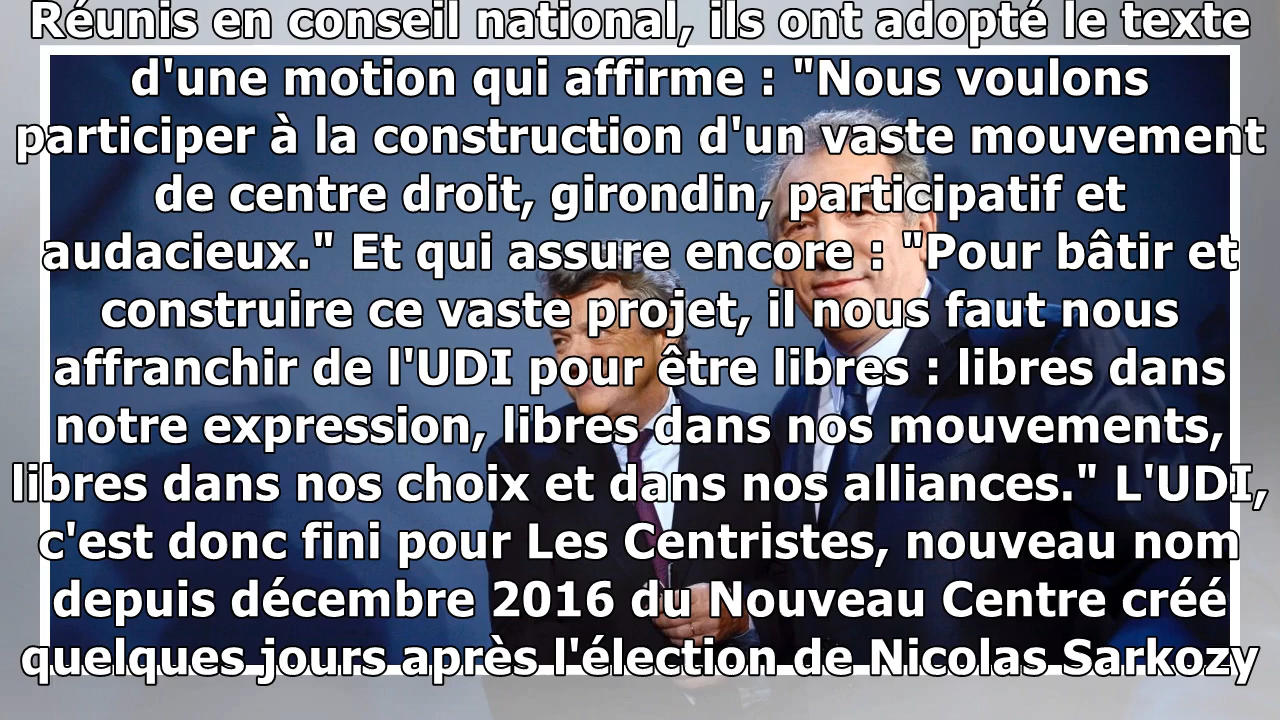 Réunis en conseil national, ils ont adopté le texte
d'une motion qui affirme : "Nous voulons
participer à la construction d'un vaste mouvement
de centre droit, girondin, participatif et
audacieux." Et qui assure encore : "Pour bâtir et
construire ce vaste projet, il nous faut nous
affranchir de l'UDI pour être libres : libres dans
notre expression, libres dans nos mouvements,
libres dans nos choix et dans nos alliances." L'UDI,
c'est donc fini pour Les Centristes, nouveau nom
depuis décembre 2016 du Nouveau Centre créé
quelques jours après l'élection de Nicolas Sarkozy